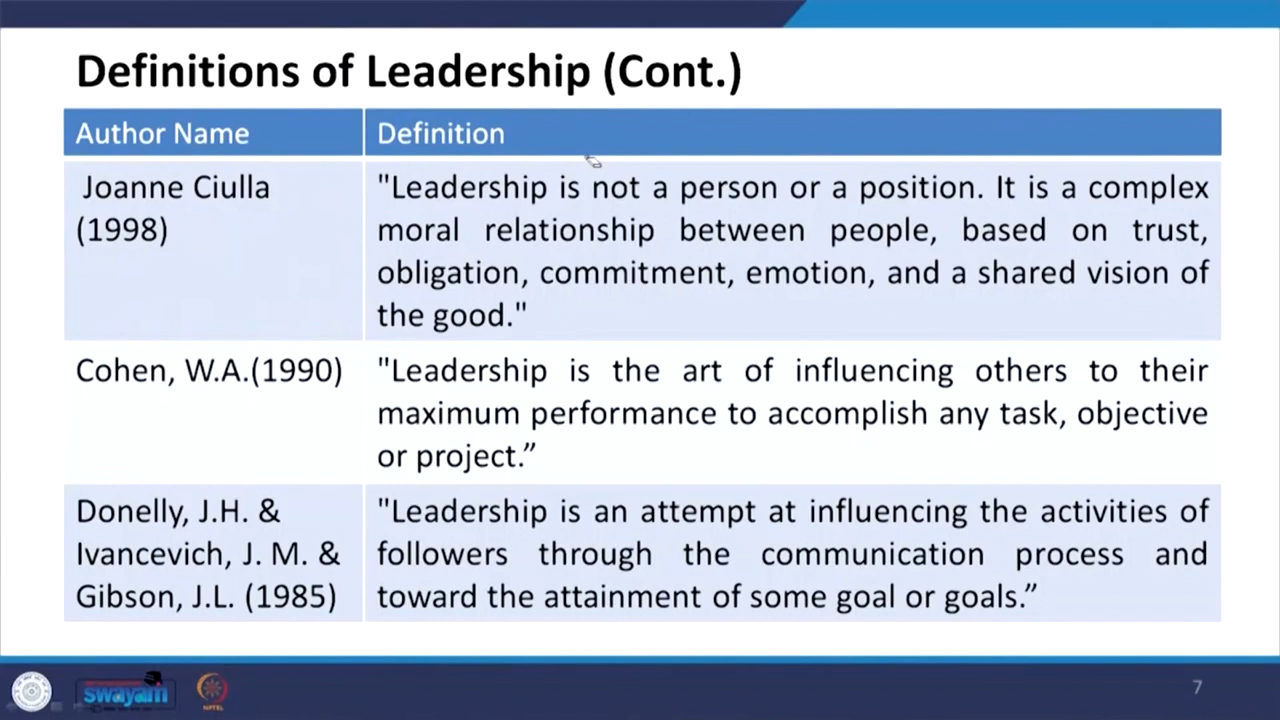 Definitions of Leadership (Cont.)
Author Name
Definition
Joanne Ciulla
(1998)
"Leadership is not a person or a position. It is a complex
moral relationship between people, based on trust,
obligation, commitment, emotion, and a shared vision of
the good."
Cohen, W.A.(1990)
"Leadership is the art of influencing others to their
maximum performance to accomplish any task, objective
or project.”
Donelly, J.H. &
Ivancevich, J. M. &
Gibson, J.L. (1985)
"Leadership is an attempt at influencing the activities of
followers through the communication process and
toward the attainment of some goal or goals.”
swayam
NPTEL
7